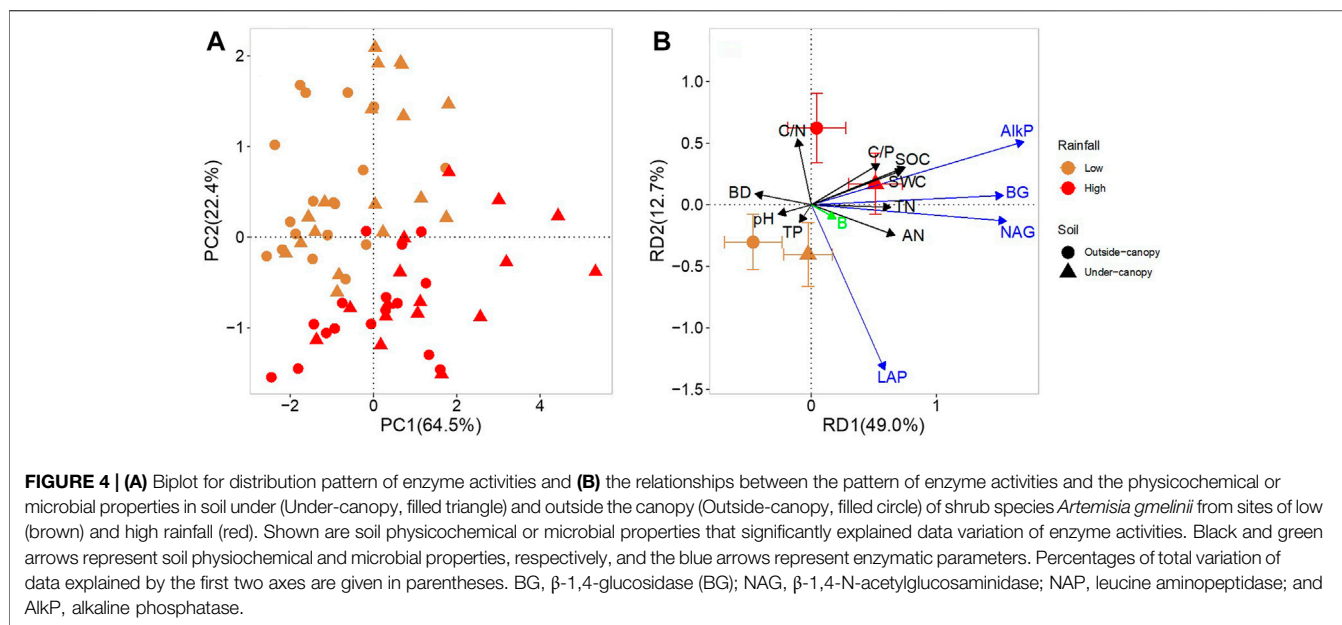 A
PC2(22.4%)
2
1
0
−1
−2
0
2
4
PC1(64.5%)
B
RD2(12.7%)
1.0
0.5
0.0
−0.5
−1.0
−1.5
0
1
RD1(49.0%)
C/N
C/P
SOC
SWC
TN
AN
BD
pH
TP
B
AlkP
BG
NAG
LAP
Rainfall
Low
High
Soil
Outside-canopy
Under-canopy
FIGURE 4 | (A) Biplot for distribution pattern of enzyme activities and (B) the relationships between the pattern of enzyme activities and the physicochemical or
microbial properties in soil under (Under-canopy, filled triangle) and outside the canopy (Outside-canopy, filled circle) of shrub species Artemisia gmelinii from sites of low
(brown) and high rainfall (red). Shown are soil physicochemical or microbial properties that significantly explained data variation of enzyme activities. Black and green
arrows represent soil physiochemical and microbial properties, respectively, and the blue arrows represent enzymatic parameters. Percentages of total variation of
data explained by the first two axes are given in parentheses. BG, β-1,4-glucosidase (BG); NAG, β-1,4-N-acetylglucosaminidase; NAP, leucine aminopeptidase; and
AlkP, alkaline phosphatase.